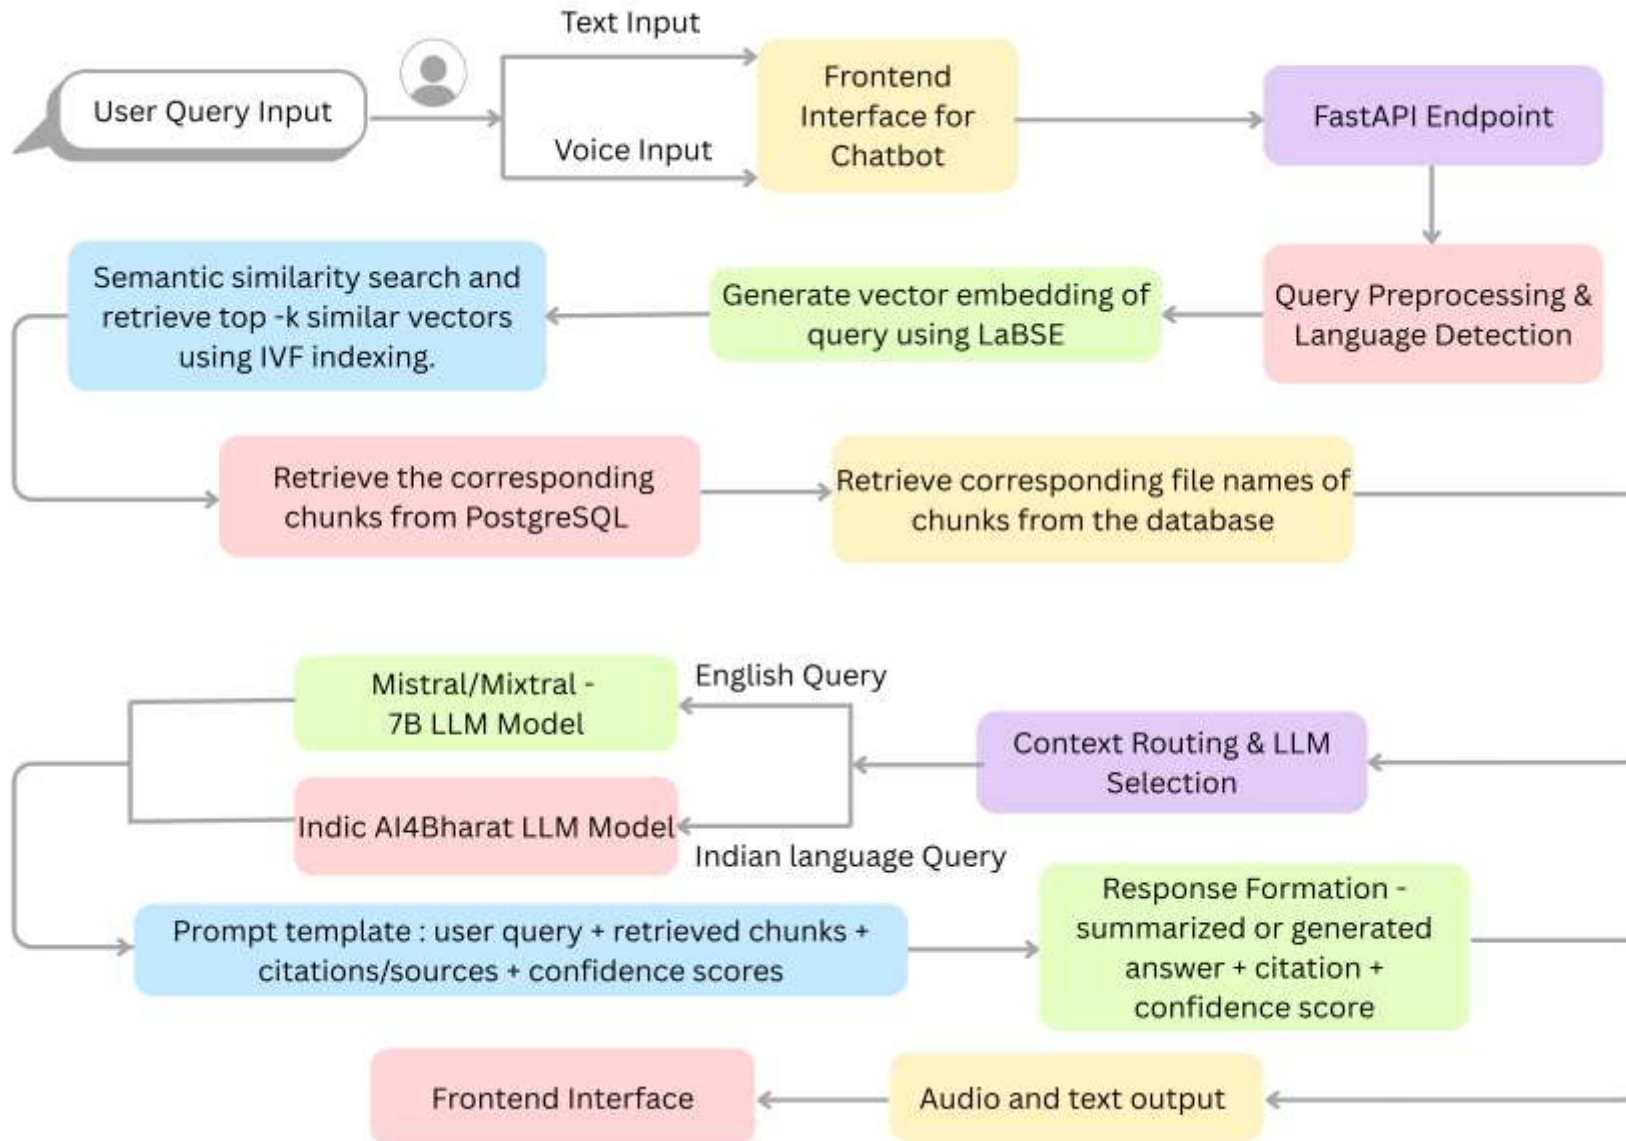 Text Input
User Query Input
Voice Input
Frontend
Interface for
Chatbot
FastAPI Endpoint
Query Preprocessing &
Language Detection
Generate vector embedding of
query using LaBSE
Semantic similarity search and
retrieve top -k similar vectors
using IVF indexing.
Retrieve the corresponding
chunks from PostgreSQL
Retrieve corresponding file names of
chunks from the database
Context Routing & LLM
Selection
English Query
Mistral/Mixtral -
7B LLM Model
Indian language Query
Indic AI4Bharat LLM Model
Prompt template : user query + retrieved chunks +
citations/sources + confidence scores
Response Formation -
summarized or generated
answer + citation +
confidence score
Audio and text output
Frontend Interface